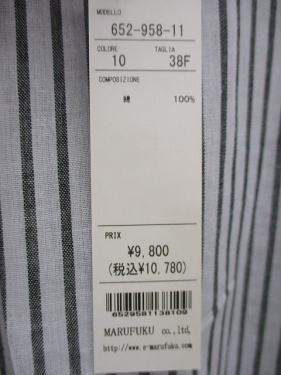 MODELLO
652-958-11
COLORE TAGLIA
10 38F
COMPOSIZIONE
綿 100%
PRIX
¥9,800
(税込¥10,780)
6529581138109
MARUFUKU co.,ltd.
http://www.e-marufuku.com/